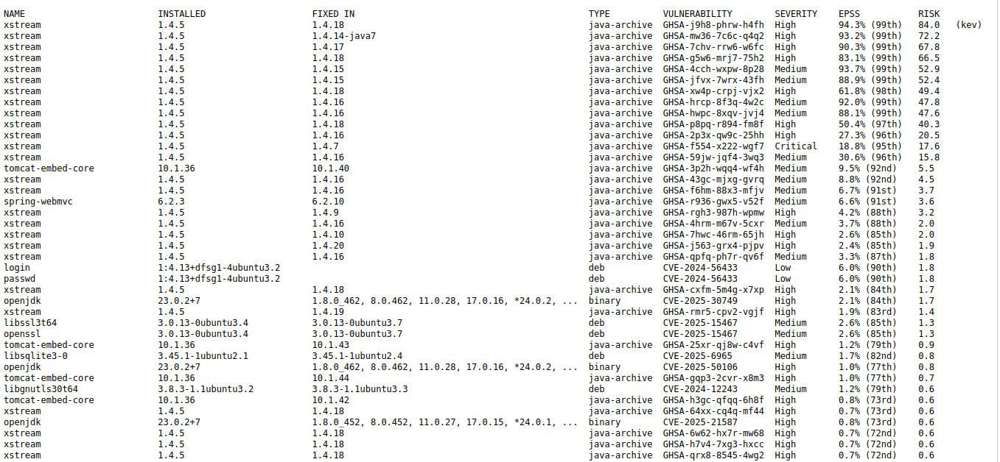 NAME INSTALLED FIXED IN TYPE VULNERABILITY SEVERITY EPSS RISK
xstream 1.4.5 1.4.18 java-archive GHSA-j9h8-phrw-h4fh High 94.3% (99th) 84.0 (kev)
xstream 1.4.5 1.4.14-java7 java-archive GHSA-mw36-7c6c-q4q2 High 93.2% (99th) 72.2
xstream 1.4.5 1.4.17 java-archive GHSA-7chv-rrw6-w6fc High 90.3% (99th) 67.8
xstream 1.4.5 1.4.18 java-archive GHSA-g5w6-mrj7-75h2 High 83.1% (99th) 66.5
xstream 1.4.5 1.4.15 java-archive GHSA-4cch-wxpw-8p28 Medium 93.7% (99th) 52.9
xstream 1.4.5 1.4.15 java-archive GHSA-jfvx-7wrx-43fh Medium 88.9% (99th) 52.4
xstream 1.4.5 1.4.18 java-archive GHSA-xw4p-crpj-vjx2 High 61.8% (98th) 49.4
xstream 1.4.5 1.4.16 java-archive GHSA-hrcp-8f3q-4w2c Medium 92.0% (99th) 47.8
xstream 1.4.5 1.4.16 java-archive GHSA-hwpc-8xqv-jvj4 Medium 88.1% (99th) 47.6
xstream 1.4.5 1.4.18 java-archive GHSA-p8pq-r894-fm8f High 50.4% (97th) 40.3
xstream 1.4.5 1.4.16 java-archive GHSA-2p3x-qw9c-25hh High 27.3% (96th) 20.5
xstream 1.4.5 1.4.7 java-archive GHSA-f554-x222-wgf7 Critical 18.8% (95th) 17.6
xstream 1.4.5 1.4.16 java-archive GHSA-59jw-jqf4-3wq3 Medium 30.6% (96th) 15.8
tomcat-embed-core 10.1.36 10.1.40 java-archive GHSA-3p2h-wqq4-wf4h Medium 9.5% (92nd) 5.5
xstream 1.4.5 1.4.16 java-archive GHSA-43gc-mjxg-gvrq Medium 8.8% (92nd) 4.5
xstream 1.4.5 1.4.16 java-archive GHSA-f6hm-88x3-mfjv Medium 6.7% (91st) 3.7
spring-webmvc 6.2.3 6.2.10 java-archive GHSA-r936-gwx5-v52f Medium 6.6% (91st) 3.6
xstream 1.4.5 1.4.9 java-archive GHSA-rgh3-987h-wpmw High 4.2% (88th) 3.2
xstream 1.4.5 1.4.16 java-archive GHSA-4hrm-m67v-5cxr Medium 3.7% (88th) 2.0
xstream 1.4.5 1.4.10 java-archive GHSA-7hwc-46rm-65jh High 2.6% (85th) 2.0
xstream 1.4.5 1.4.20 java-archive GHSA-j563-grx4-pjpv High 2.4% (85th) 1.9
xstream 1.4.5 1.4.16 java-archive GHSA-qpfq-ph7r-qv6f Medium 3.3% (87th) 1.8
login 1:4.13+dfsg1-4ubuntu3.2 deb CVE-2024-56433 Low 6.0% (90th) 1.8
passwd 1:4.13+dfsg1-4ubuntu3.2 deb CVE-2024-56433 Low 6.0% (90th) 1.8
xstream 1.4.5 1.4.18 java-archive GHSA-cxfm-5m4g-x7xp High 2.1% (84th) 1.7
openjdk 23.0.2+7 1.8.0_462, 8.0.462, 11.0.28, 17.0.16, *24.0.2, ... binary CVE-2025-30749 High 2.1% (84th) 1.7
xstream 1.4.5 1.4.19 java-archive GHSA-rmr5-cpv2-vgjf High 1.9% (83rd) 1.4
libssl3t64 3.0.13-0ubuntu3.4 3.0.13-0ubuntu3.7 deb CVE-2025-15467 Medium 2.6% (85th) 1.3
openssl 3.0.13-0ubuntu3.4 3.0.13-0ubuntu3.7 deb CVE-2025-15467 Medium 2.6% (85th) 1.3
tomcat-embed-core 10.1.36 10.1.43 java-archive GHSA-25xr-qj8w-c4vf High 1.2% (79th) 0.9
libsqlite3-0 3.45.1-1ubuntu2.1 3.45.1-1ubuntu2.4 deb CVE-2025-6965 Medium 1.7% (82nd) 0.8
openjdk 23.0.2+7 1.8.0_462, 8.0.462, 11.0.28, 17.0.16, *24.0.2, ... binary CVE-2025-50106 High 1.0% (77th) 0.8
tomcat-embed-core 10.1.36 10.1.44 java-archive GHSA-gqp3-2cvr-x8m3 High 1.0% (77th) 0.7
libgnutls30t64 3.8.3-1.1ubuntu3.2 3.8.3-1.1ubuntu3.3 deb CVE-2024-12243 Medium 1.2% (79th) 0.6
tomcat-embed-core 10.1.36 10.1.42 java-archive GHSA-h3gc-qfqq-6h8f High 0.8% (73rd) 0.6
xstream 1.4.5 1.4.18 java-archive GHSA-64xx-cq4q-mf44 High 0.7% (73rd) 0.6
openjdk 23.0.2+7 1.8.0_452, 8.0.452, 11.0.27, 17.0.15, *24.0.1, ... binary CVE-2025-21587 High 0.8% (73rd) 0.6
xstream 1.4.5 1.4.18 java-archive GHSA-6w62-hx7r-mw68 High 0.7% (72nd) 0.6
xstream 1.4.5 1.4.18 java-archive GHSA-h7v4-7xg3-hxcc High 0.7% (72nd) 0.6
xstream 1.4.5 1.4.18 java-archive GHSA-qrx8-8545-4wg2 High 0.7% (72nd) 0.6